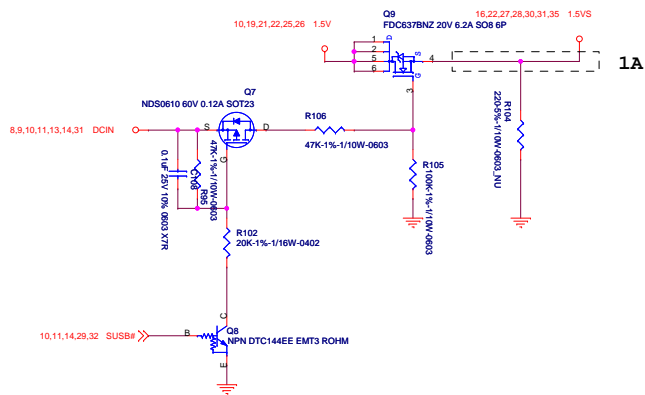 Q9
10,19,21,22,25,26 1.5V
FDC637BNZ 20V 6.2A SO8 6P
16,22,27,28,30,31,35 1.5VS
1
2
5
6
D
S
G
4
3
1A
Q7
NDS0610 60V 0.12A SOT23
8,9,10,11,13,14,31 DCIN
S
D
G
R106
47K-1%-1/10W-0603
R104
220-5%-1/10W-0603_NU
R105
100K-1%-1/10W-0603
C108
0.1uF 25V 10% 0603 X7R
R95
47K-1%-1/10W-0603
R102
20K-1%-1/16W-0402
10,11,14,29,32 SUSB#
B
C
E
Q8
NPN DTC144EE EMT3 ROHM